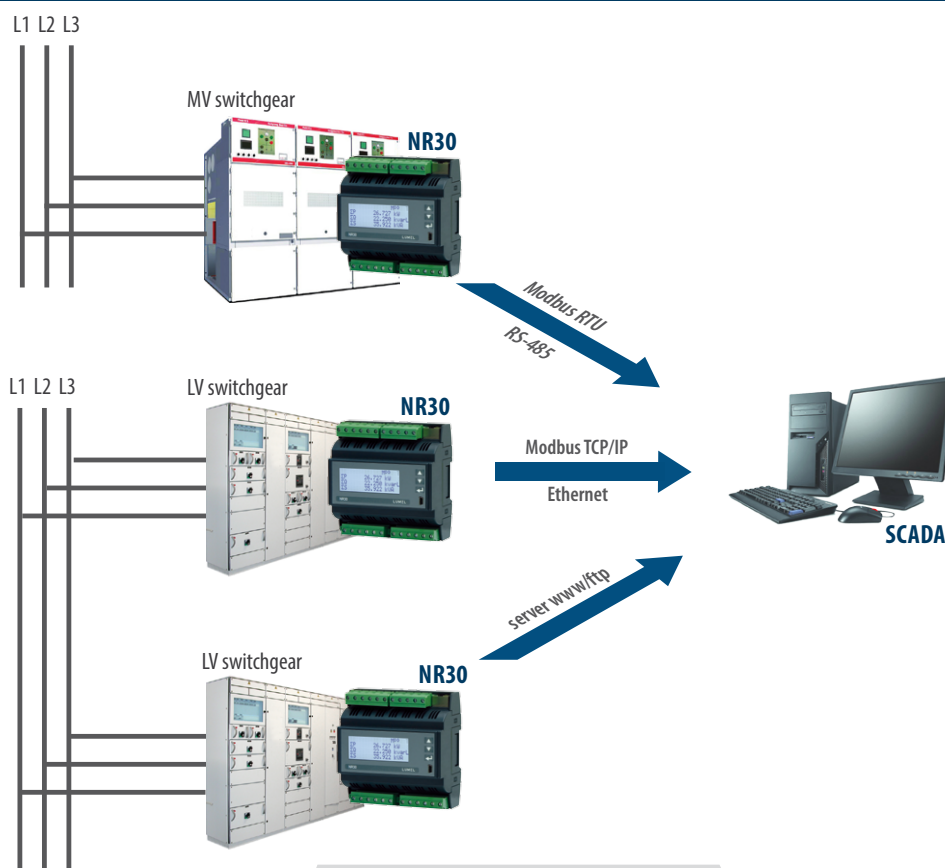 L1 L2 L3
MV switchgear
NR30
Modbus RTU
RS-485
L1 L2 L3
LV switchgear
NR30
Modbus TCP/IP
Ethernet
SCADA
server www/ftp
LV switchgear
NR30